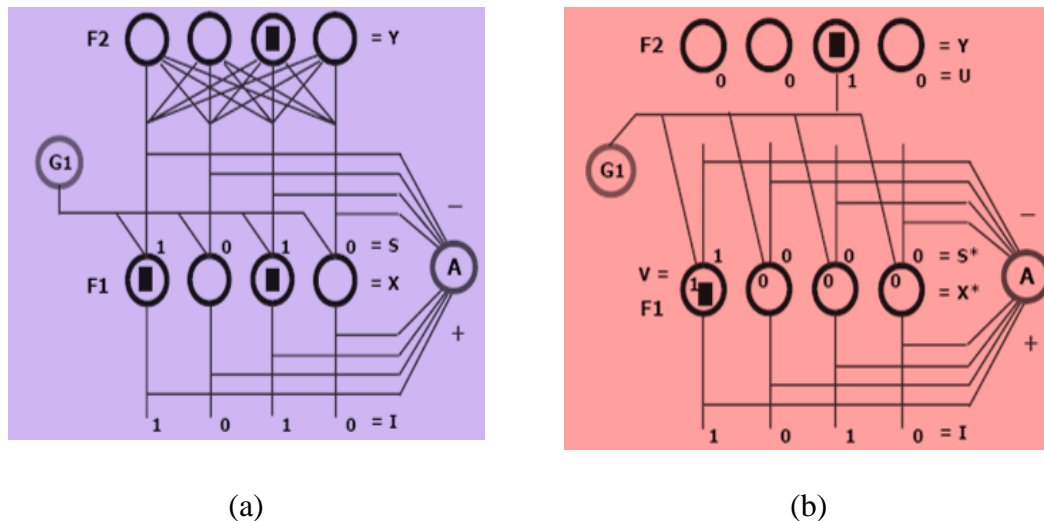 F2 = Y
G1
−
1 0 1 0 = S
A
F1 = X
+
1 0 1 0 = I
(a)
F2 = Y
0 0 1 0 = U
G1
−
1 0 0 0 = S*
V = 1 0 0 0 = X*
A
F1
+
1 0 1 0 = I
(b)